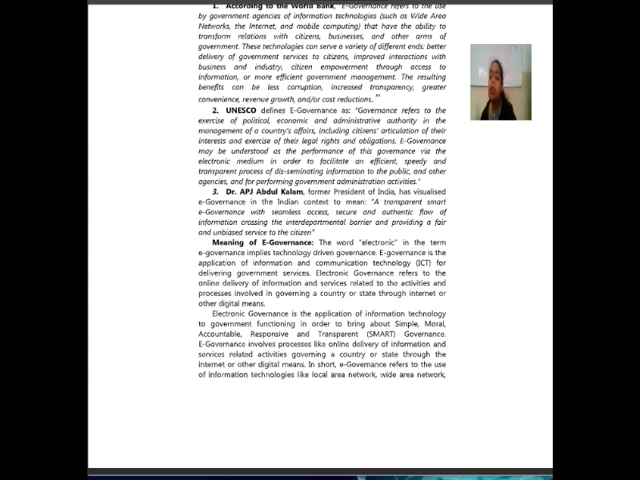 1. According to the World Bank, "E-Governance refers to the use
by government agencies of information technologies (such as Wide Area
Networks, the Internet, and mobile computing) that have the ability to
transform relations with citizens, businesses, and other arms of
government. These technologies can serve a variety of different ends: better
delivery of government services to citizens, improved interactions with
business and industry, citizen empowerment through access to
information, or more efficient government management. The resulting
benefits can be less corruption, increased transparency, greater
convenience, revenue growth, and/or cost reductions."
2. UNESCO defines E-Governance as: "Governance refers to the
exercise of political, economic and administrative authority in the
management of a country's affairs, including citizens' articulation of their
interests and exercise of their legal rights and obligations. E-Governance
may be understood as the performance of this governance via the
electronic medium in order to facilitate an efficient, speedy and
transparent process of dis-seminating information to the public, and other
agencies, and for performing government administration activities."
3. Dr. APJ Abdul Kalam, former President of India, has visualised
e-Governance in the Indian context to mean: "A transparent smart
e-Governance with seamless access, secure and authentic flow of
information crossing the interdepartmental barrier and providing a fair
and unbiased service to the citizen"
Meaning of E-Governance: The word "electronic" in the term
e-governance implies technology driven governance. E-governance is the
application of information and communication technology (ICT) for
delivering government services. Electronic Governance refers to the
online delivery of information and services related to the activities and
processes involved in governing a country or state through internet or
other digital means.
Electronic Governance is the application of information technology
to government functioning in order to bring about Simple, Moral,
Accountable, Responsive and Transparent (SMART) Governance.
E-Governance involves processes like online delivery of information and
services related activities governing a country or state through the
internet or other digital means. In short, e-Governance refers to the use
of information technologies like local area network, wide area network,